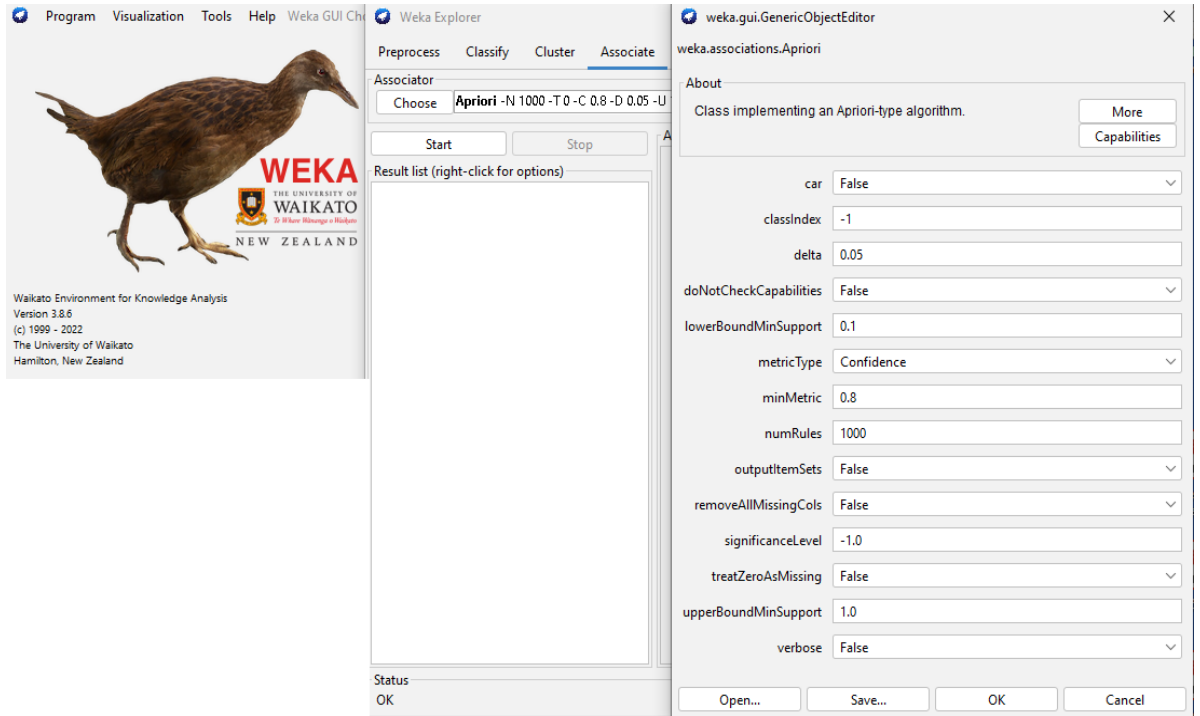 Program Visualization Tools Help Weka GUI Ch
WEKA
THE UNIVERSITY OF
WAIKATO
Te Whare Wānanga o Waikato
NEW ZEALAND
Waikato Environment for Knowledge Analysis
Version 3.8.6
(c) 1999 - 2022
The University of Waikato
Hamilton, New Zealand
Weka Explorer
Preprocess Classify Cluster Associate
Associator
Choose Apriori -N 1000 -T 0 -C 0.8 -D 0.05 -U
Start Stop
A
Result list (right-click for options)
Status
OK
weka.gui.GenericObjectEditor
weka.associations.Apriori
About
Class implementing an Apriori-type algorithm.
More
Capabilities
car False
classIndex -1
delta 0.05
doNotCheckCapabilities False
lowerBoundMinSupport 0.1
metricType Confidence
minMetric 0.8
numRules 1000
outputItemSets False
removeAllMissingCols False
significanceLevel -1.0
treatZeroAsMissing False
upperBoundMinSupport 1.0
verbose False
Open... Save... OK Cancel